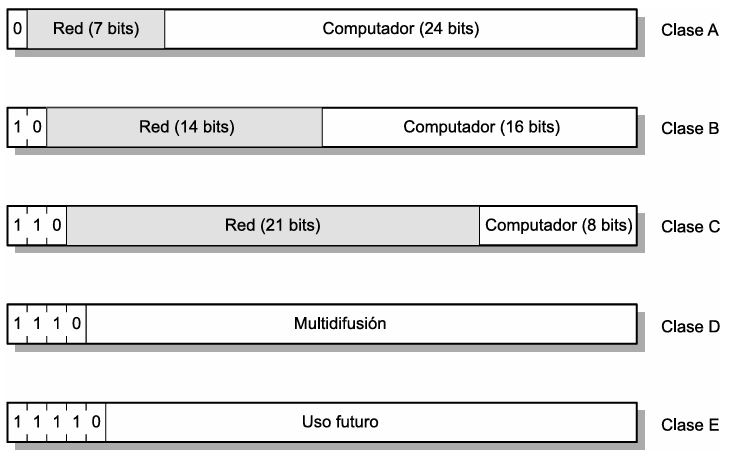 0 Red (7 bits) Computador (24 bits) Clase A
1 0 Red (14 bits) Computador (16 bits) Clase B
1 1 0 Red (21 bits) Computador (8 bits) Clase C
1 1 1 0 Multidifusión Clase D
1 1 1 1 0 Uso futuro Clase E